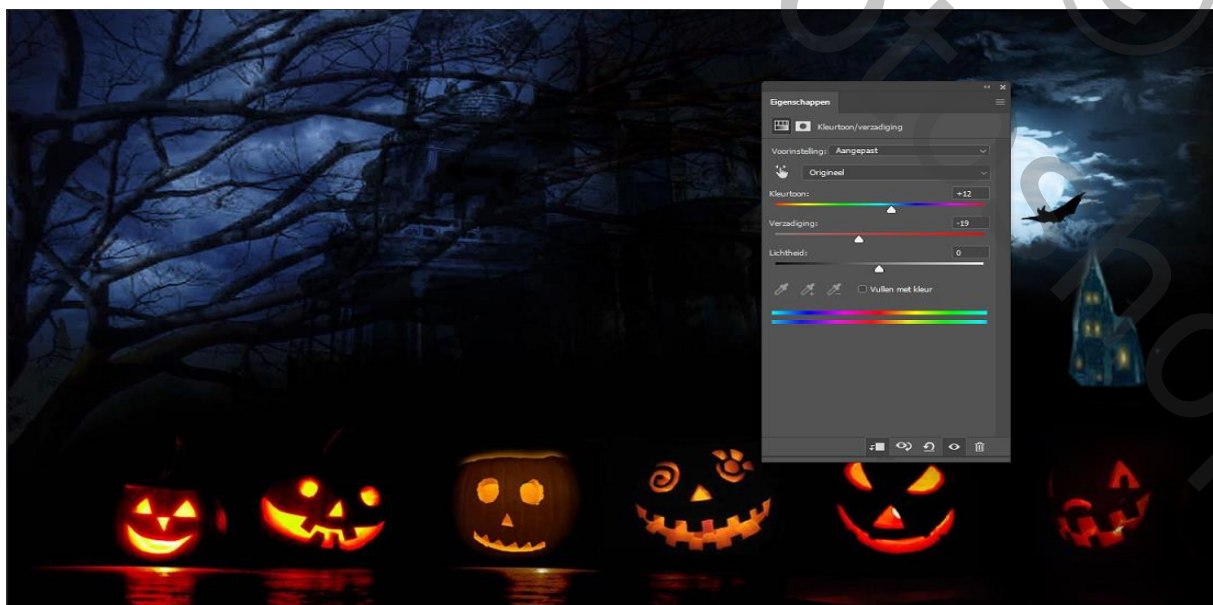 Eigenschappen
Kleurtoon/verzadiging
Voorinstelling: Aangepast
Origineel
Kleurtoon: +12
Verzadiging: -19
Lichtheid: 0
Vullen met kleur